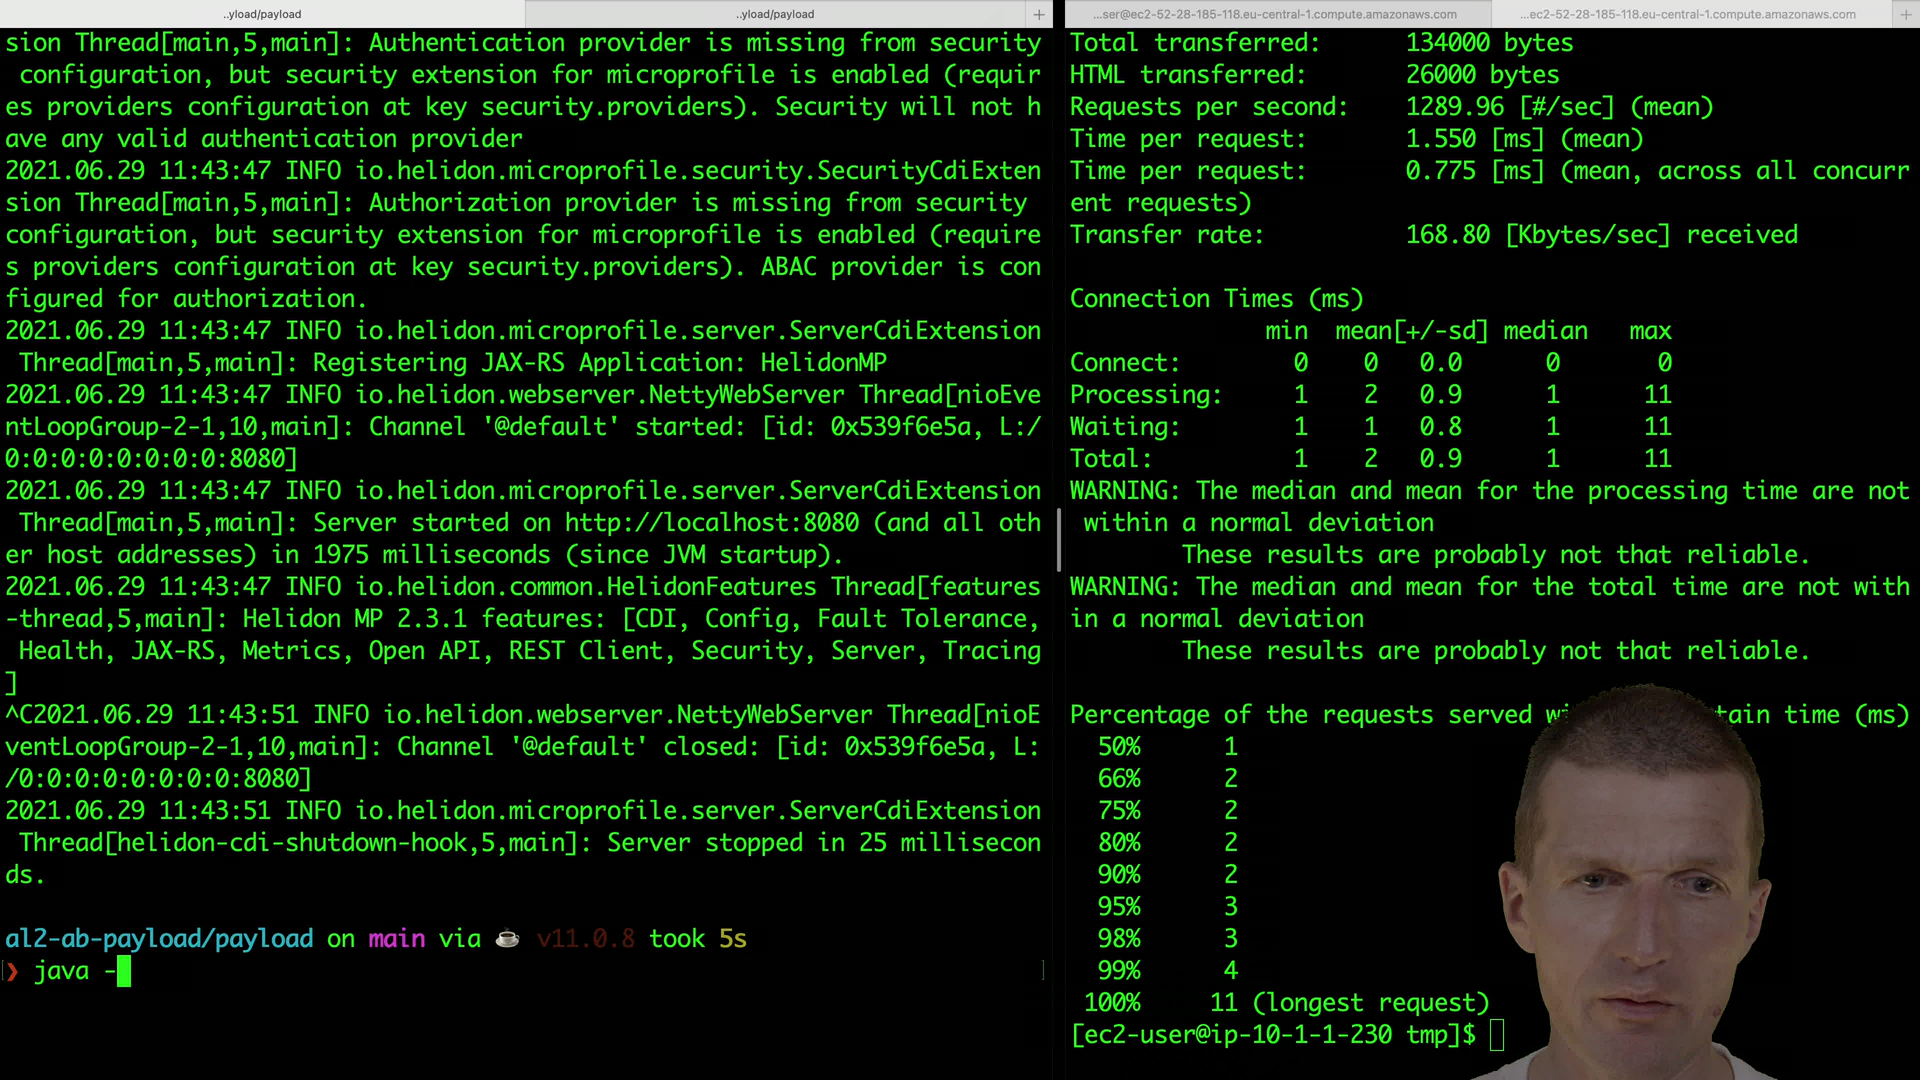 ..yload/payload
..yload/payload
+
...ser@ec2-52-28-185-118.eu-central-1.compute.amazonaws.com
...ec2-52-28-185-118.eu-central-1.compute.amazonaws.com
+
sion Thread[main,5,main]: Authentication provider is missing from security
configuration, but security extension for microprofile is enabled (requir
es providers configuration at key security.providers). Security will not h
ave any valid authentication provider
2021.06.29 11:43:47 INFO io.helidon.microprofile.security.SecurityCdiExten
sion Thread[main,5,main]: Authorization provider is missing from security
configuration, but security extension for microprofile is enabled (require
s providers configuration at key security.providers). ABAC provider is con
figured for authorization.
2021.06.29 11:43:47 INFO io.helidon.microprofile.server.ServerCdiExtension
Thread[main,5,main]: Registering JAX-RS Application: HelidonMP
2021.06.29 11:43:47 INFO io.helidon.webserver.NettyWebServer Thread[nioEve
ntLoopGroup-2-1,10,main]: Channel '@default' started: [id: 0x539f6e5a, L:/
0:0:0:0:0:0:0:0:8080]
2021.06.29 11:43:47 INFO io.helidon.microprofile.server.ServerCdiExtension
Thread[main,5,main]: Server started on http://localhost:8080 (and all oth
er host addresses) in 1975 milliseconds (since JVM startup).
2021.06.29 11:43:47 INFO io.helidon.common.HelidonFeatures Thread[features
-thread,5,main]: Helidon MP 2.3.1 features: [CDI, Config, Fault Tolerance,
Health, JAX-RS, Metrics, Open API, REST Client, Security, Server, Tracing
]
^C2021.06.29 11:43:51 INFO io.helidon.webserver.NettyWebServer Thread[nioE
ventLoopGroup-2-1,10,main]: Channel '@default' closed: [id: 0x539f6e5a, L:
/0:0:0:0:0:0:0:0:8080]
2021.06.29 11:43:51 INFO io.helidon.microprofile.server.ServerCdiExtension
Thread[helidon-cdi-shutdown-hook,5,main]: Server stopped in 25 millisecon
ds.
al2-ab-payload/payload on main via ☕ v11.0.8 took 5s
❯ java -
Total transferred: 134000 bytes
HTML transferred: 26000 bytes
Requests per second: 1289.96 [#/sec] (mean)
Time per request: 1.550 [ms] (mean)
Time per request: 0.775 [ms] (mean, across all concurr
ent requests)
Transfer rate: 168.80 [Kbytes/sec] received
Connection Times (ms)
min mean[+/-sd] median max
Connect: 0 0 0.0 0 0
Processing: 1 2 0.9 1 11
Waiting: 1 1 0.8 1 11
Total: 1 2 0.9 1 11
WARNING: The median and mean for the processing time are not
within a normal deviation
These results are probably not that reliable.
WARNING: The median and mean for the total time are not with
in a normal deviation
These results are probably not that reliable.
Percentage of the requests served time (ms)
50% 1
66% 2
75% 2
80% 2
90% 2
95% 3
98% 3
99% 4
100% 11 (longest request)
[ec2-user@ip-10-1-1-230 tmp]$